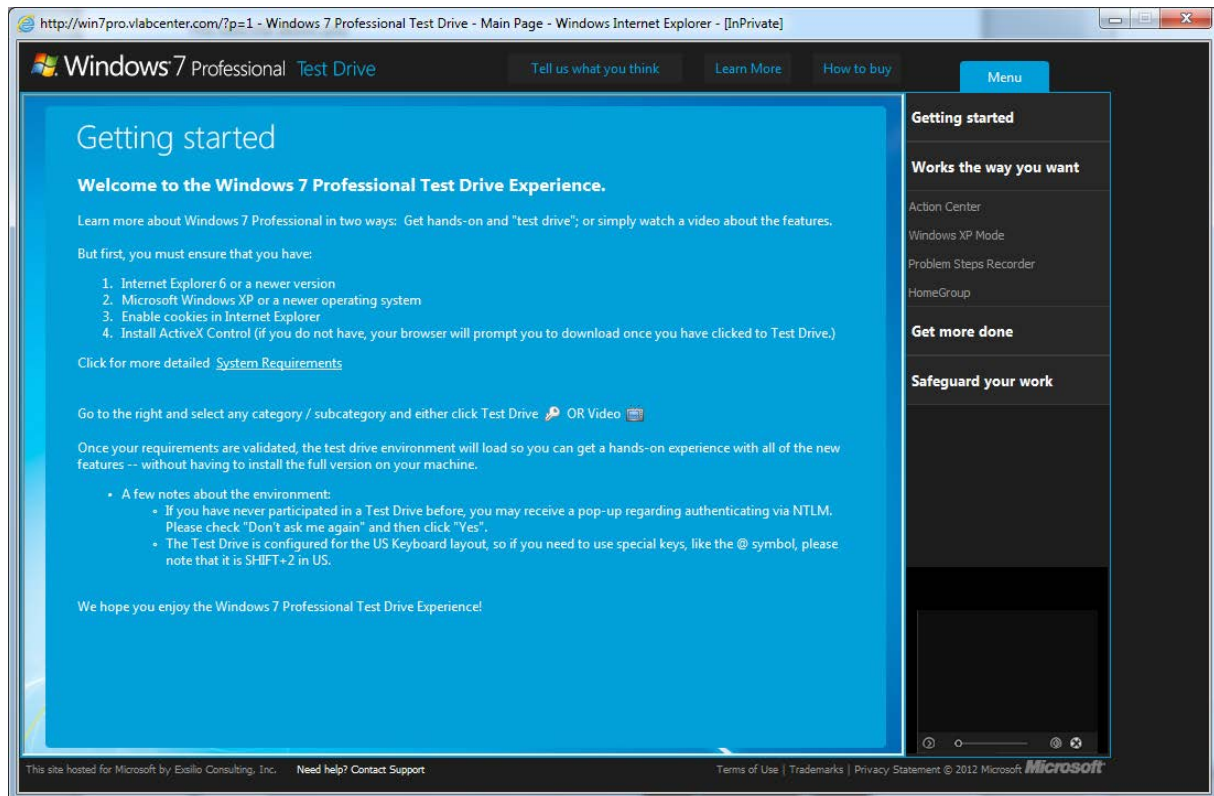 http://win7pro.vlabcenter.com/?p=1 - Windows 7 Professional Test Drive - Main Page - Windows Internet Explorer - [InPrivate]
Windows 7 Professional Test Drive
Tell us what you think
Learn More
How to buy
Menu
Getting started
Welcome to the Windows 7 Professional Test Drive Experience.
Learn more about Windows 7 Professional in two ways: Get hands-on and "test drive"; or simply watch a video about the features.
But first, you must ensure that you have:
1. Internet Explorer 6 or a newer version
2. Microsoft Windows XP or a newer operating system
3. Enable cookies in Internet Explorer
4. Install ActiveX Control (if you do not have, your browser will prompt you to download once you have clicked to Test Drive.)
Click for more detailed System Requirements
Go to the right and select any category / subcategory and either click Test Drive OR Video
Once your requirements are validated, the test drive environment will load so you can get a hands-on experience with all of the new
features -- without having to install the full version on your machine.
• A few notes about the environment:
• If you have never participated in a Test Drive before, you may receive a pop-up regarding authenticating via NTLM.
Please check "Don't ask me again" and then click "Yes".
• The Test Drive is configured for the US Keyboard layout, so if you need to use special keys, like the @ symbol, please
note that it is SHIFT+2 in US.
We hope you enjoy the Windows 7 Professional Test Drive Experience!
Getting started
Works the way you want
Action Center
Windows XP Mode
Problem Steps Recorder
HomeGroup
Get more done
Safeguard your work
This site hosted for Microsoft by Exsilio Consulting, Inc. Need help? Contact Support
Terms of Use | Trademarks | Privacy Statement © 2012 Microsoft Microsoft